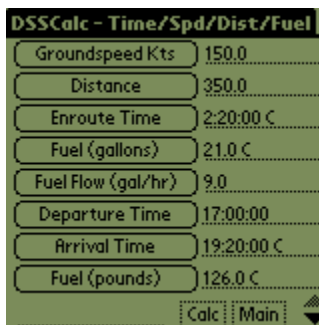 DSSCalc - Time/Spd/Dist/Fuel
Groundspeed Kts 150.0
Distance 350.0
Enroute Time 2:20:00 C
Fuel (gallons) 21.0 C
Fuel Flow (gal/hr) 9.0
Departure Time 17:00:00
Arrival Time 19:20:00 C
Fuel (pounds) 126.0 C
Calc Main